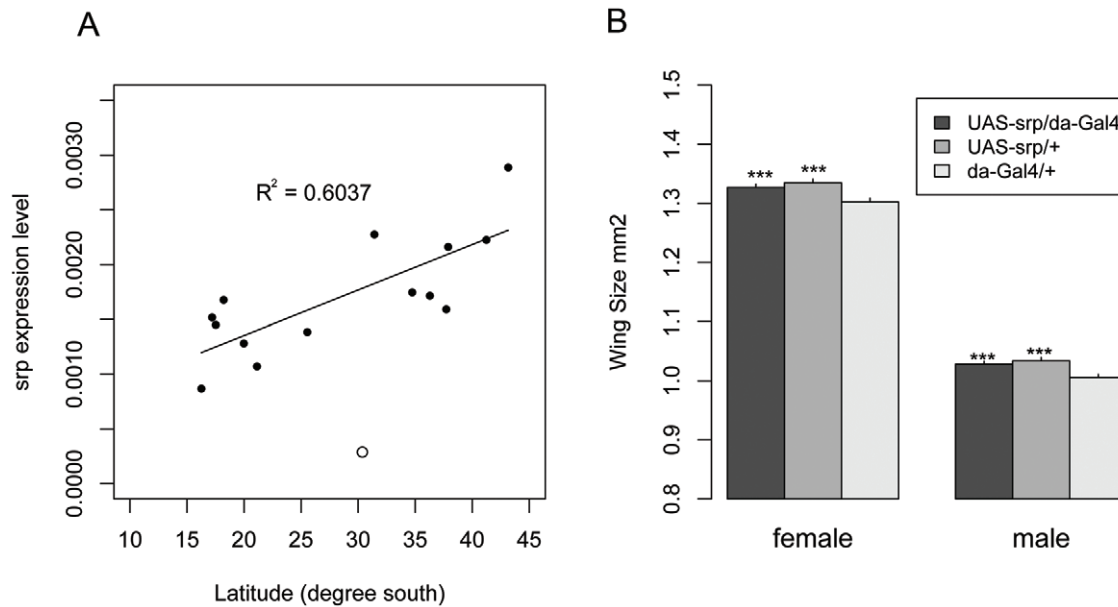 A
srp expression level
0.0000 0.0010 0.0020 0.0030
R² = 0.6037
10 15 20 25 30 35 40 45
Latitude (degree south)
B
Wing Size mm2
0.8 0.9 1.0 1.1 1.2 1.3 1.4 1.5
UAS-srp/da-Gal4
UAS-srp/+
da-Gal4/+
*** ***
*** ***
female male